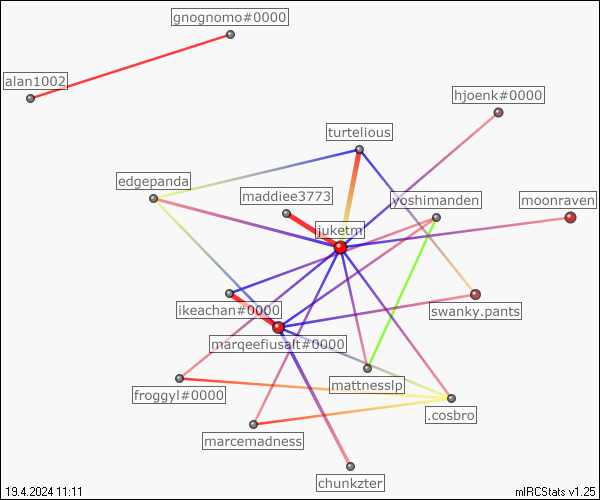 gnognomo#0000
alan1002
hjoenk#0000
turtelious
edgepanda
maddiee3773
yoshimanden
moonraven
juketm
ikeachan#0000
swanky.pants
marqeefiusalt#0000
mattnesslp
froggyl#0000
.cosbro
marcemadness
chunkzter
19.4.2024 11:11
mIRCStats v1.25